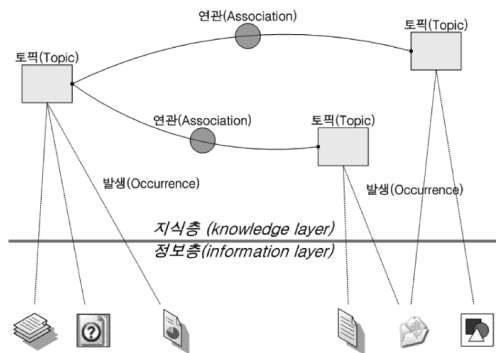 연관(Association)
토픽(Topic)
토픽(Topic)
연관(Association)
토픽(Topic)
발생(Occurrence)
발생(Occurrence)
지식층 (knowledge layer)
정보층(information layer)
?